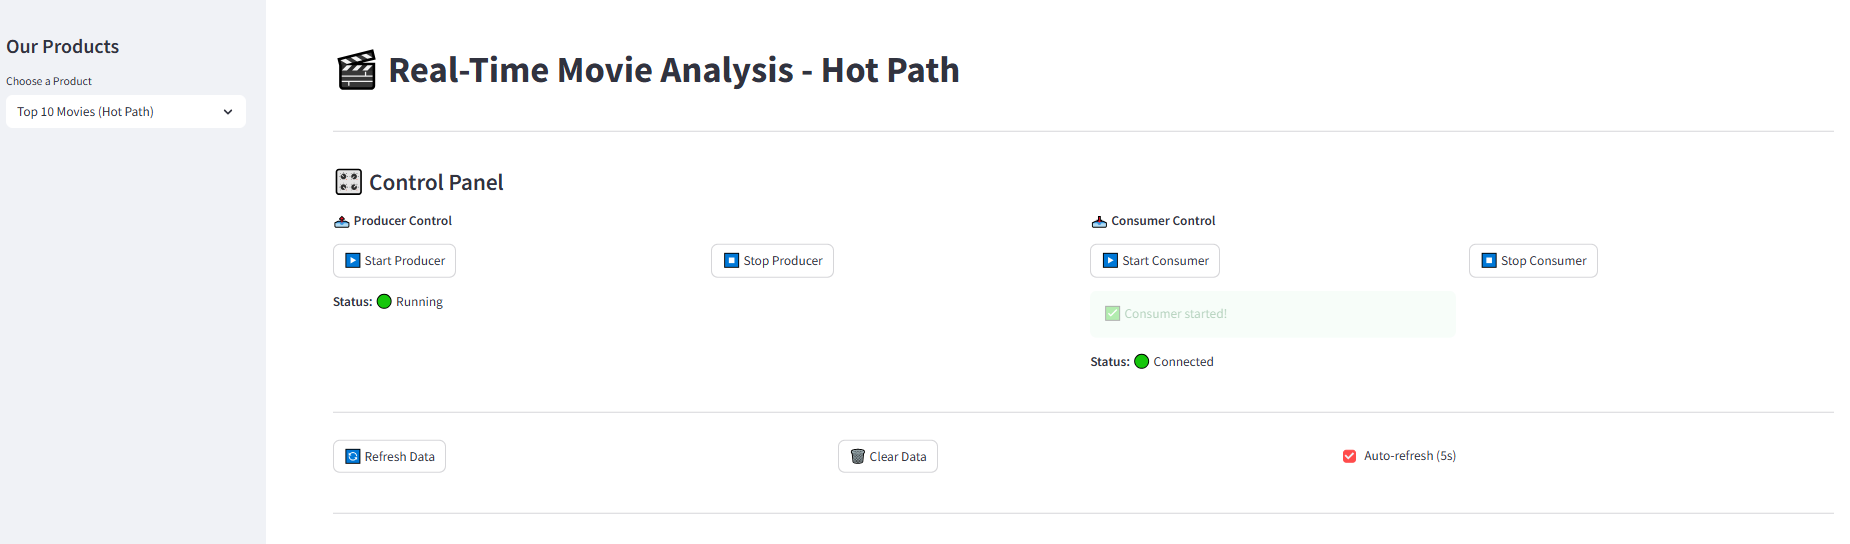 Our Products
Choose a Product
Top 10 Movies (Hot Path)
Real-Time Movie Analysis - Hot Path
Control Panel
Producer Control
Start Producer
Stop Producer
Status: Running
Consumer Control
Start Consumer
Stop Consumer
Consumer started!
Status: Connected
Refresh Data
Clear Data
Auto-refresh (5s)